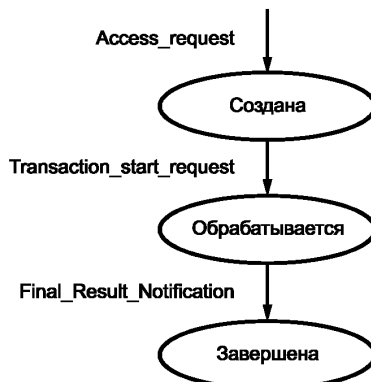 Access_request
Создана
Transaction_start_request
Обрабатывается
Final_Result_Notification
Завершена